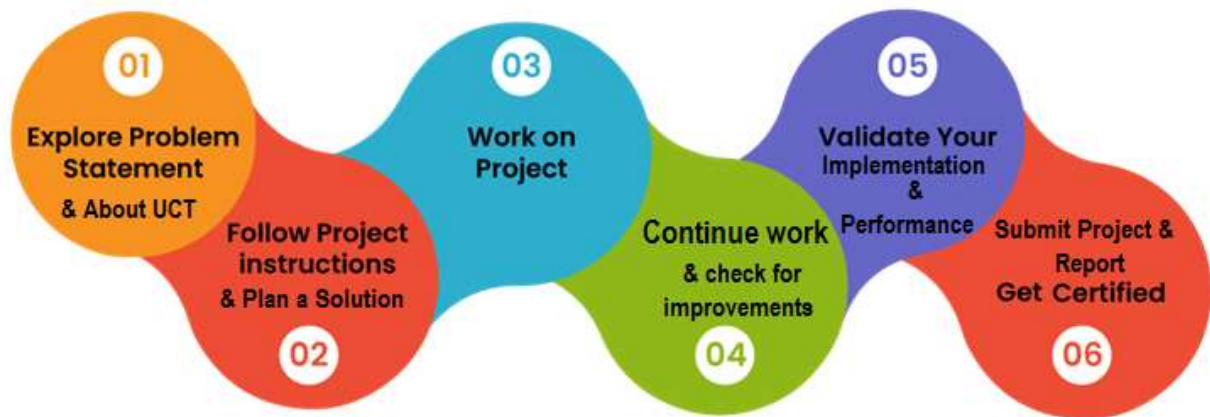 01
Explore Problem
Statement
& About UCT
Follow Project
instructions
& Plan a Solution
02
03
Work on
Project
Continue work
& check for
improvements
04
05
Validate Your
Implementation
&
Performance
Submit Project &
Report
Get Certified
06